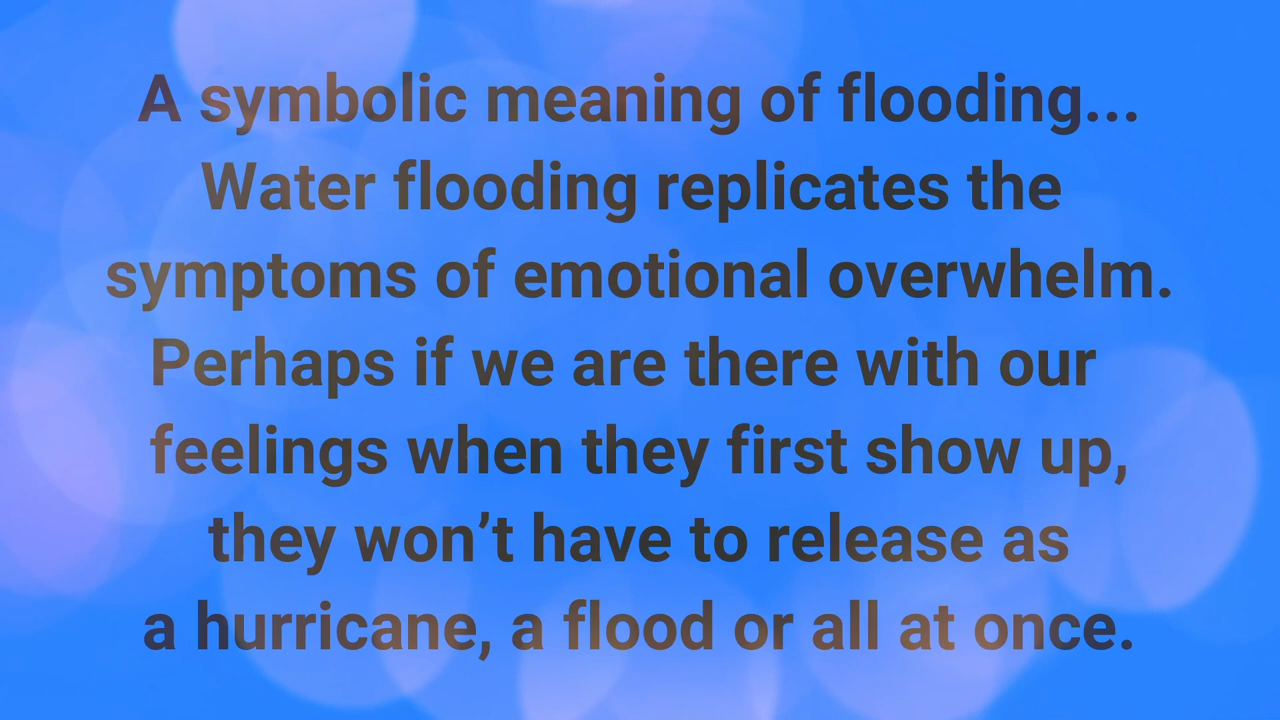 A symbolic meaning of flooding...
Water flooding replicates the
symptoms of emotional overwhelm.
Perhaps if we are there with our
feelings when they first show up,
they won’t have to release as
a hurricane, a flood or all at once.